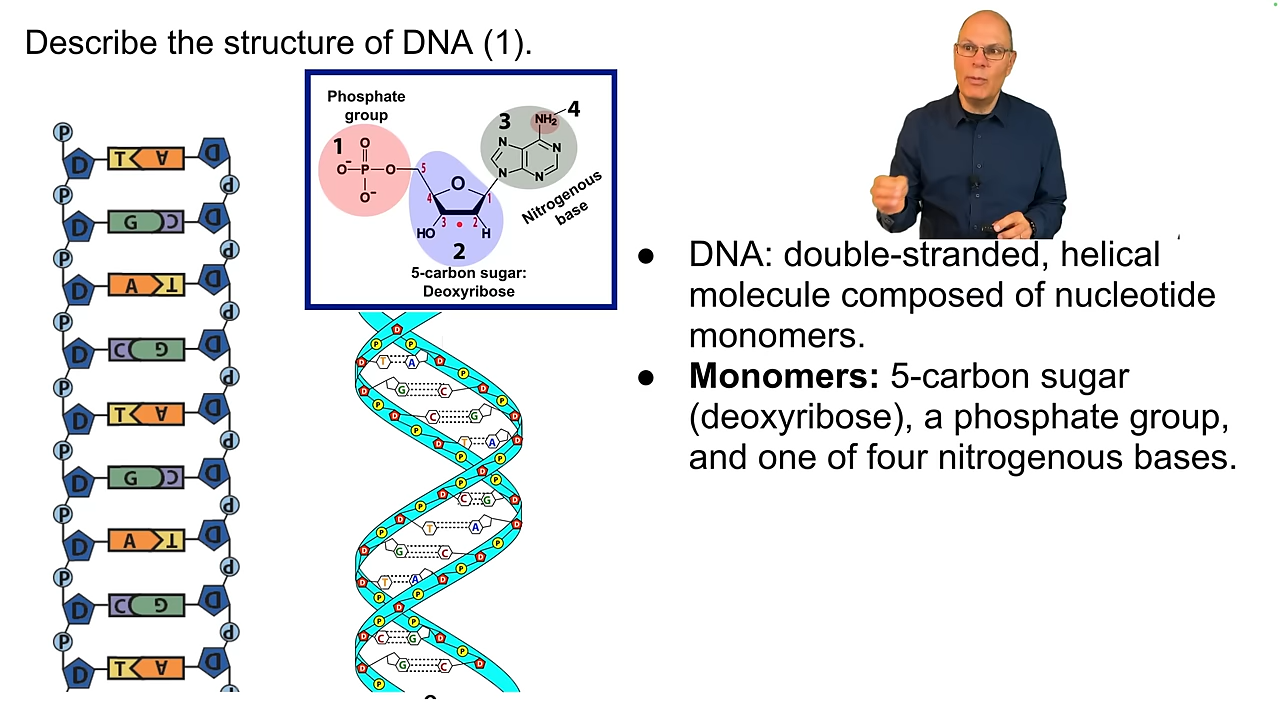 Describe the structure of DNA (1).
Phosphate
group
1
O
O⁻ P O
O⁻
5
4
3
2
1
O
HO
H
2
5-carbon sugar:
Deoxyribose
3
4
NH₂
N
N
N
N
Nitrogenous
base
P
D T A D
P P
D G C D
P P
D A T D
P P
D C G D
P P
D T A D
P P
D G C D
P P
D A T D
P P
D C G D
P P
D T A D
D
P P
D T A D
P
D G C D
P P
D C G D
P
T A D
P P
D
P P
D C G D
P
D T A D
P P
D G C D
P
D T A D
P P
D
P
D C G D
P
D G C D
P
• DNA: double-stranded, helical
molecule composed of nucleotide
monomers.
• Monomers: 5-carbon sugar
(deoxyribose), a phosphate group,
and one of four nitrogenous bases.